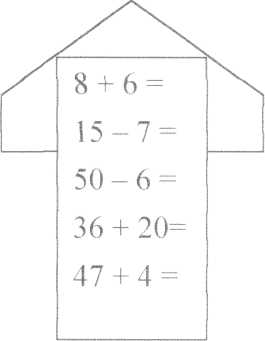 8 + 6 =
15 – 7 =
50 – 6 =
36 + 20=
47 + 4 =